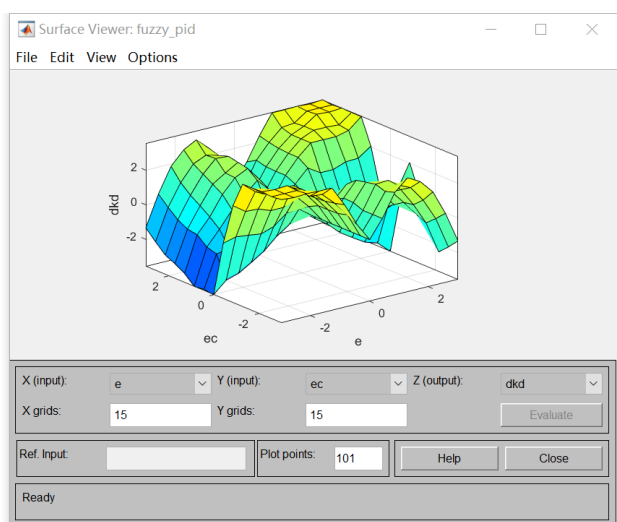 Surface Viewer: fuzzy_pid
File Edit View Options
2
0
-2
dkd
2
0
-2
ec
-2
0
2
e
X (input): e Y (input): ec Z (output): dkd
X grids: 15 Y grids: 15 Evaluate
Ref. Input: Plot points: 101 Help Close
Ready